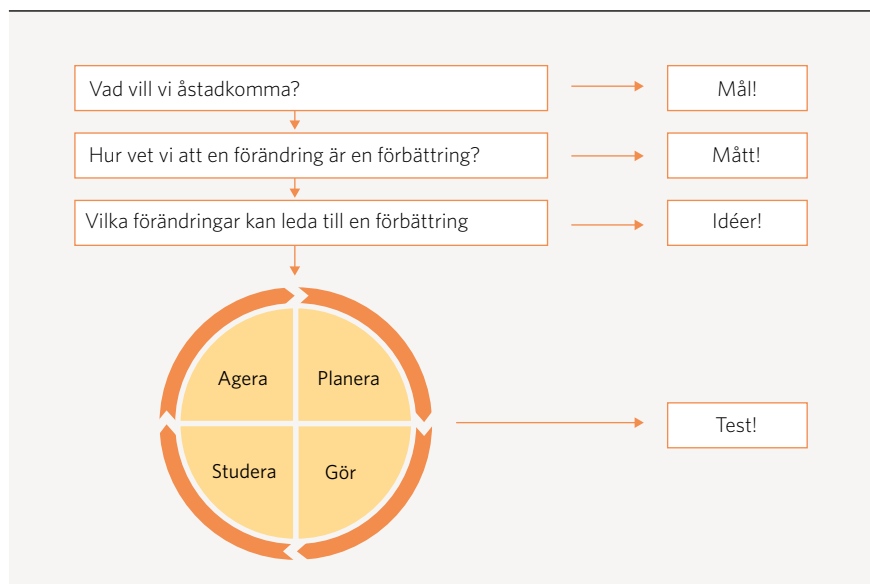 Vad vill vi åstadkomma?
Mål!
Hur vet vi att en förändring är en förbättring?
Mått!
Vilka förändringar kan leda till en förbättring
Idéer!
Agera
Planera
Studera
Gör
Test!